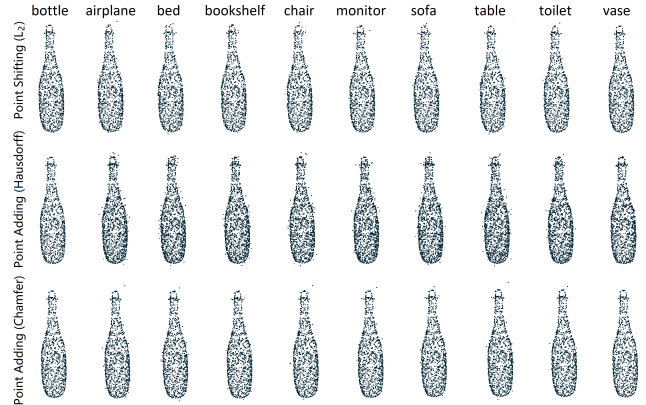 bottle airplane bed bookshelf chair monitor sofa table toilet vase
Point Shifting (L₂)
Point Adding (Hausdorff)
Point Adding (Chamfer)